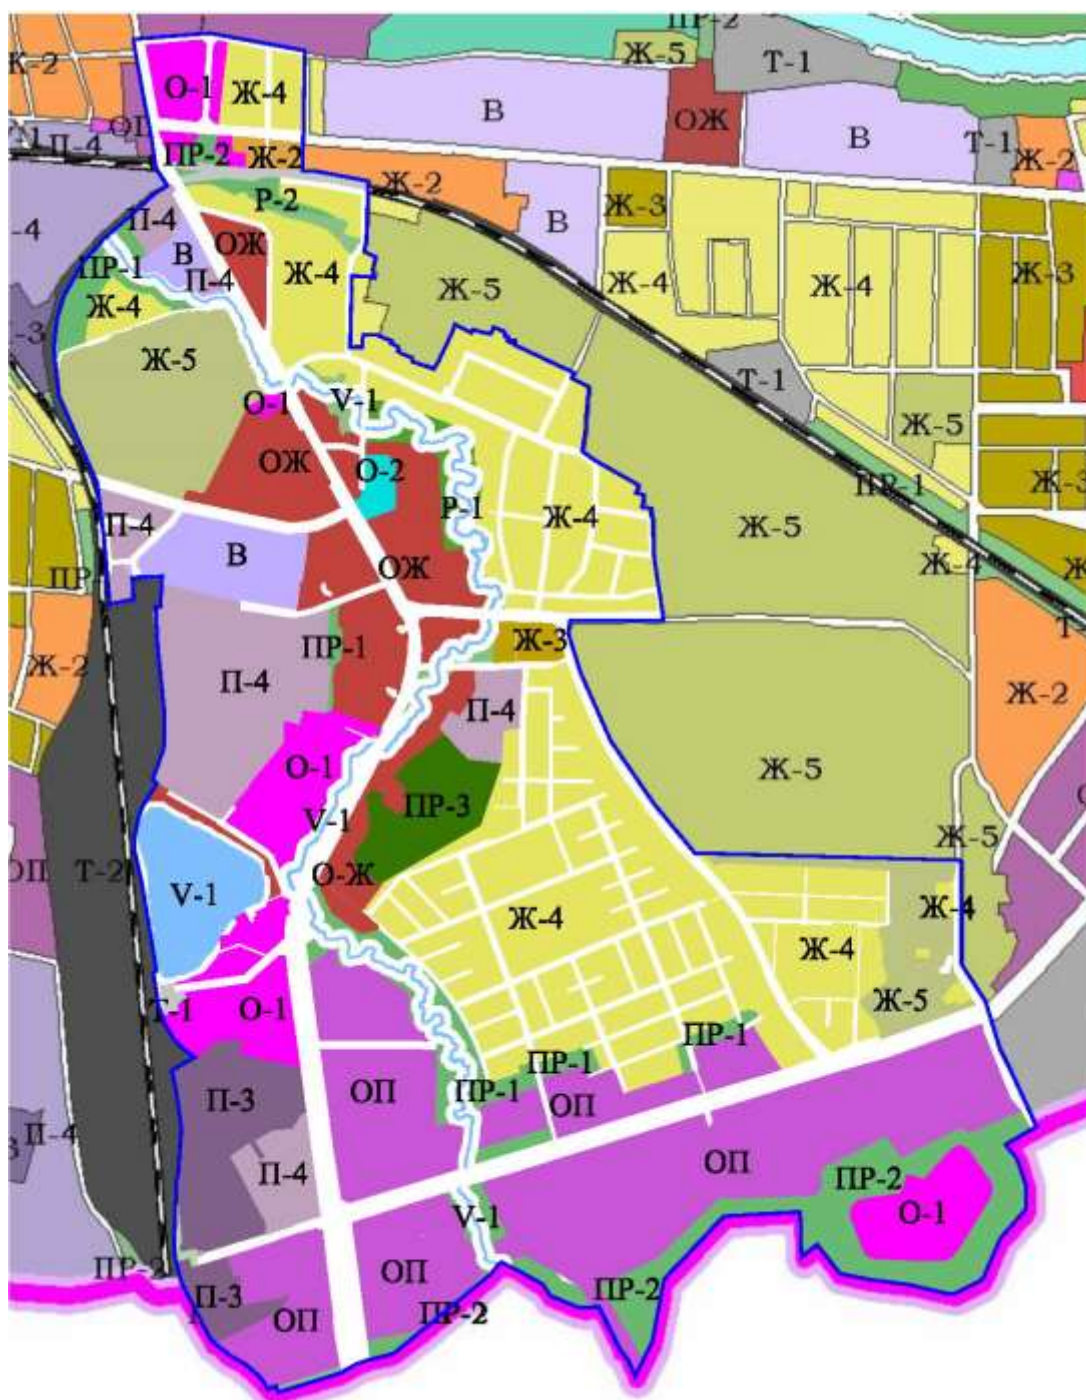 ПР-2
Ж-5
Т-1
К-2
О-1
Ж-4
В
ОЖ
В
Т-1
Ж-2
П-4
ПР-2
Ж-2
Ж-2
Р-2
Ж-3
П-4
ОЖ
В
-4
В
ПР-1
П-4
Ж-4
Ж-5
Ж-4
Ж-4
Ж-3
Ж-4
-3
Ж-5
Т-1
О-1
V-1
Ж-5
ОЖ
О-2
ПР-1
Ж-3
П-4
Р-1
Ж-4
Ж-5
В
ОЖ
Ж-4
Ж
ПР
Т-
ПР-1
Ж-3
Ж-2
П-4
Ж-2
П-4
О-1
Ж-5
ПР-3
V-1
Ж-5
ОП
Т-2
О-Ж
V-1
Ж-4
Ж-4
Ж-4
Т-1
О-1
Ж-5
ПР-1
ПР-1
П-3
ОП
ПР-1
ОП
П-4
П-4
ОП
ПР-2
О-1
V-1
ПР-2
ОП
ПР-2
П-3
ОП
ПР-2